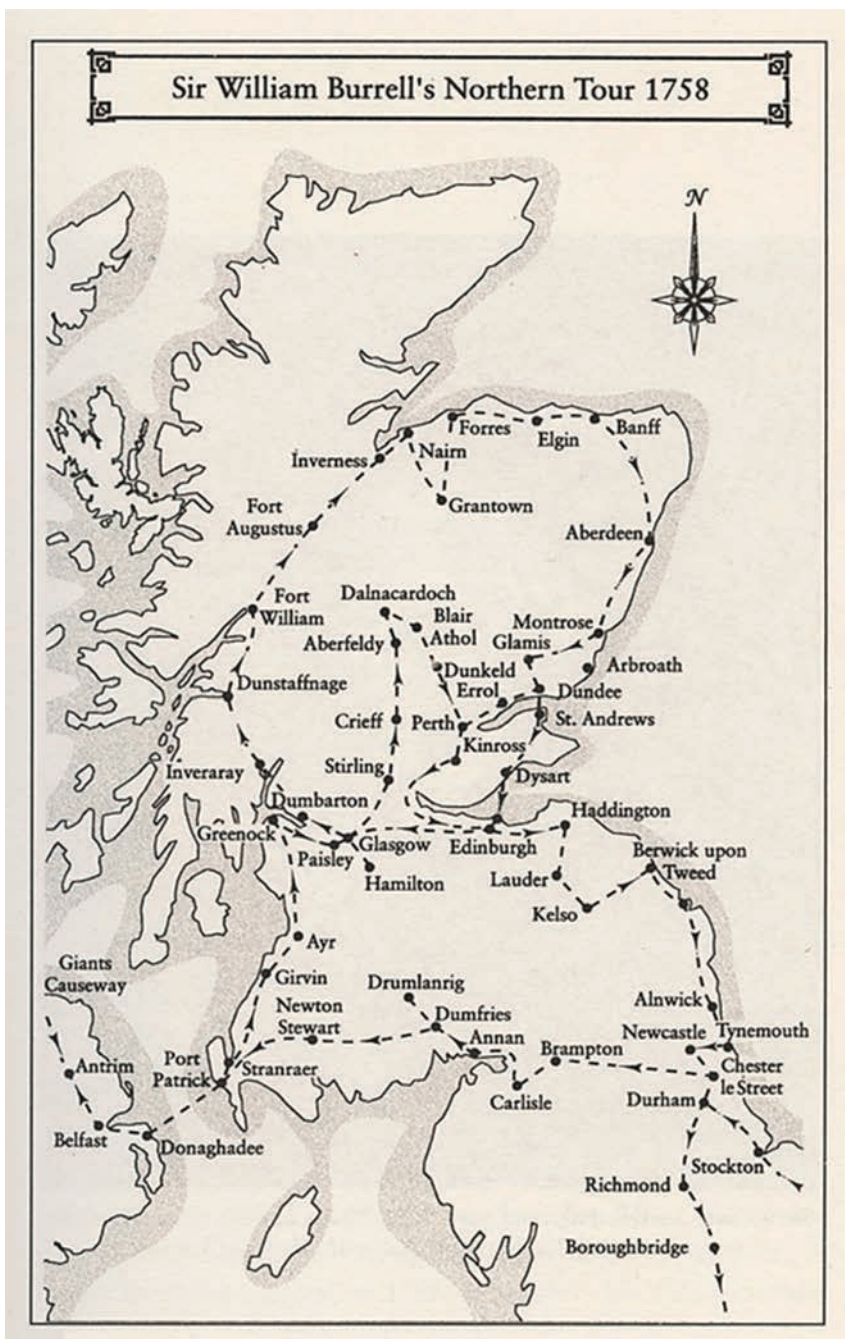 Sir William Burrell's Northern Tour 1758
N
Forres
Elgin
Banff
Nairn
Inverness
Grantown
Fort
Augustus
Aberdeen
Fort
William
Dalnacardoch
Blair
Athol
Aberfeldy
Montrose
Glamis
Arbroath
Dunkeld
Errol
Dundee
Dunstaffnage
Crieff
Perth
St. Andrews
Kinross
Inveraray
Stirling
Dysart
Dumbarton
Haddington
Greenock
Glasgow
Edinburgh
Paisley
Hamilton
Lauder
Berwick upon
Tweed
Kelso
Ayr
Giants
Causeway
Girvin
Drumlanrig
Newton
Stewart
Dumfries
Alnwick
Newcastle
Tynemouth
Annan
Brampton
Antrim
Port
Patrick
Stranraer
Chester
le Street
Carlisle
Durham
Belfast
Donaghadee
Stockton
Richmond
Boroughbridge